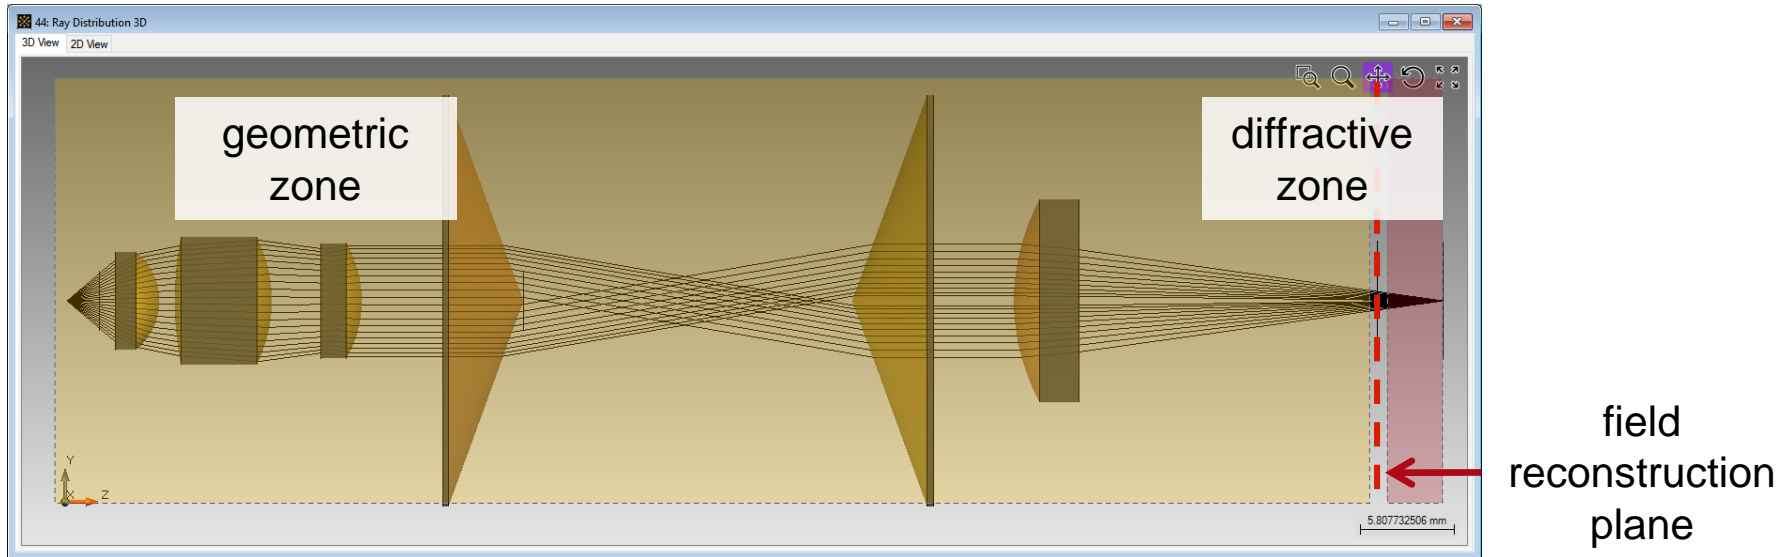 44: Ray Distribution 3D
3D View 2D View
geometric
zone
diffractive
zone
Y
X Z
5.807732506 mm
field
reconstruction
plane